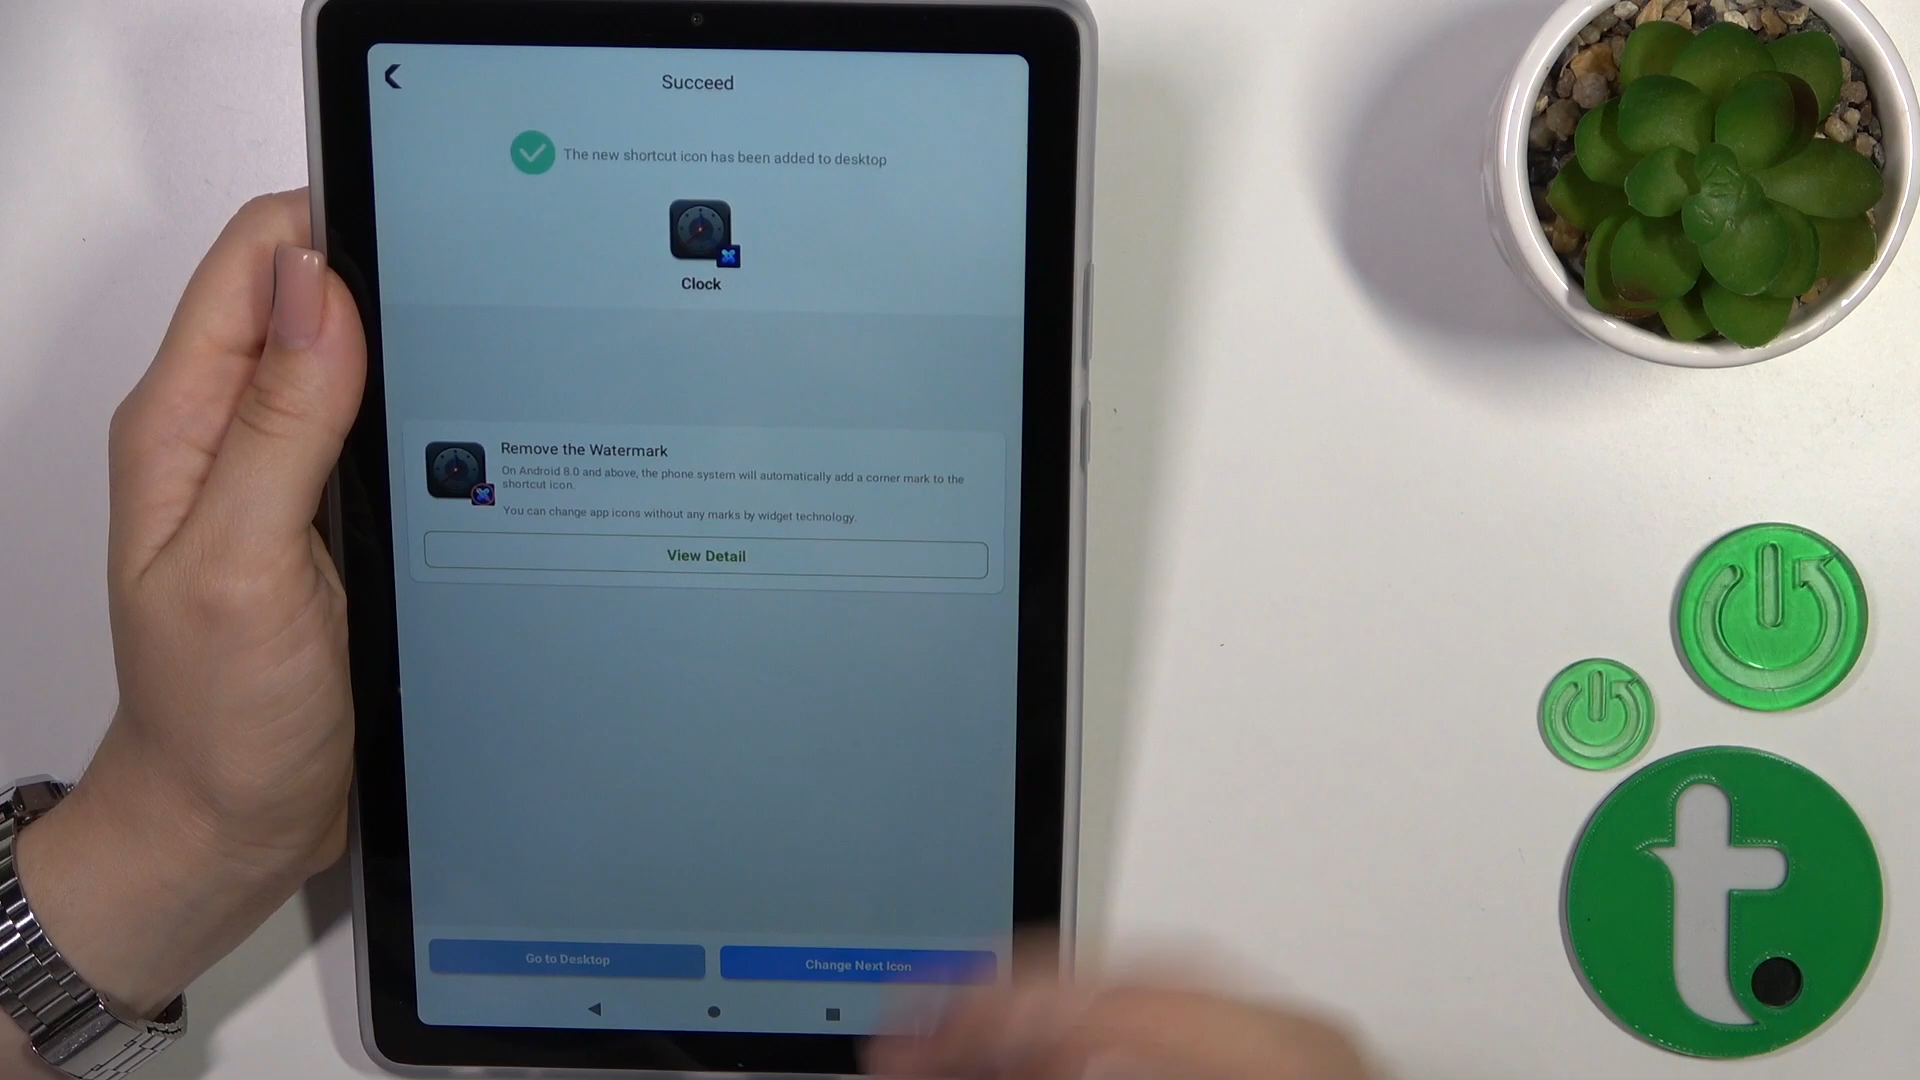 Succeed
The new shortcut icon has been added to desktop
Clock
Remove the Watermark
On Android 8.0 and above, the phone system will automatically add a corner mark to the
shortcut icon.
You can change app icons without any marks by widget technology.
View Detail
Go to Desktop
Change Next Icon
t